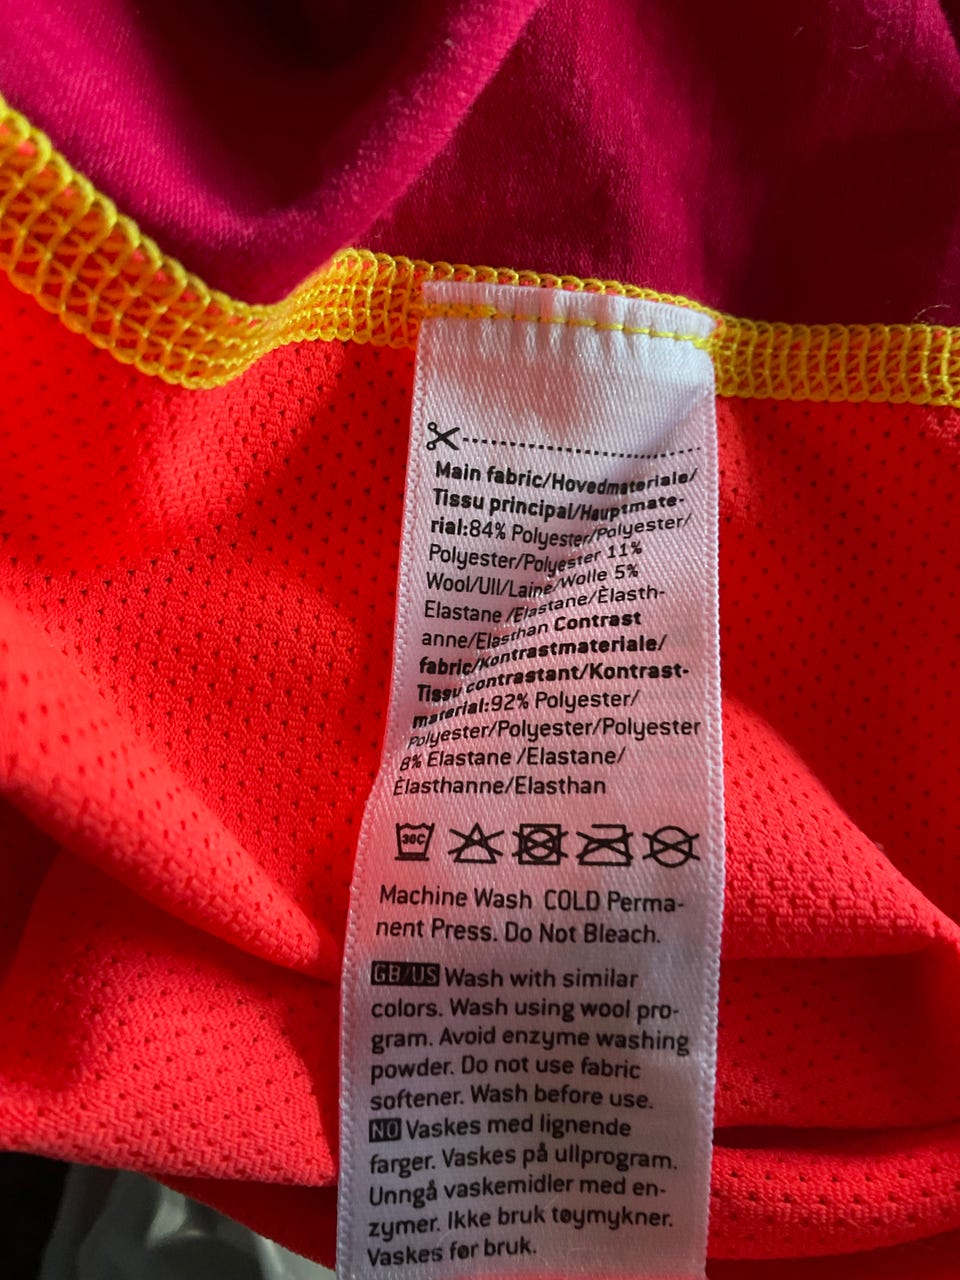 Main fabric/Hovedmateriale/
Tissu principal/Hauptmate-
rial:84% Polyester/Polyester/
Polyester/Polyester 11%
Wool/Ull/Laine/Wolle 5%
Elastane /Elastane/Èlasth-
anne/Elasthan Contrast
fabric/Kontrastmateriale/
Tissu contrastant/Kontrast-
material:92% Polyester/
Polyester/Polyester/Polyester
8% Elastane /Elastane/
Èlasthanne/Elasthan
30C
Machine Wash COLD Perma-
nent Press. Do Not Bleach.
GB/US Wash with similar
colors. Wash using wool pro-
gram. Avoid enzyme washing
powder. Do not use fabric
softener. Wash before use.
NO Vaskes med lignende
farger. Vaskes på ullprogram.
Unngå vaskemidler med en-
zymer. Ikke bruk tøymykner.
Vaskes før bruk.